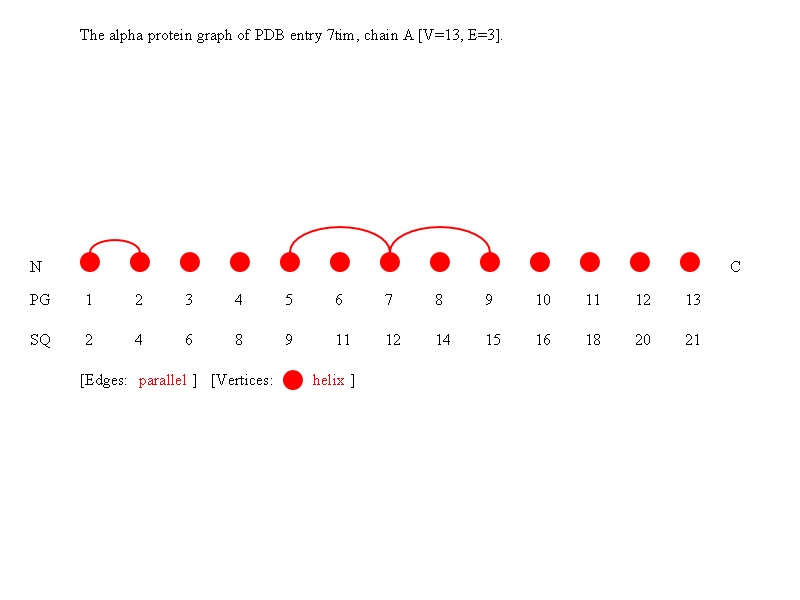 The alpha protein graph of PDB entry 7tim, chain A [V=13, E=3].
N C
PG 1 2 3 4 5 6 7 8 9 10 11 12 13
SQ 2 4 6 8 9 11 12 14 15 16 18 20 21
[Edges: parallel ] [Vertices: helix ]